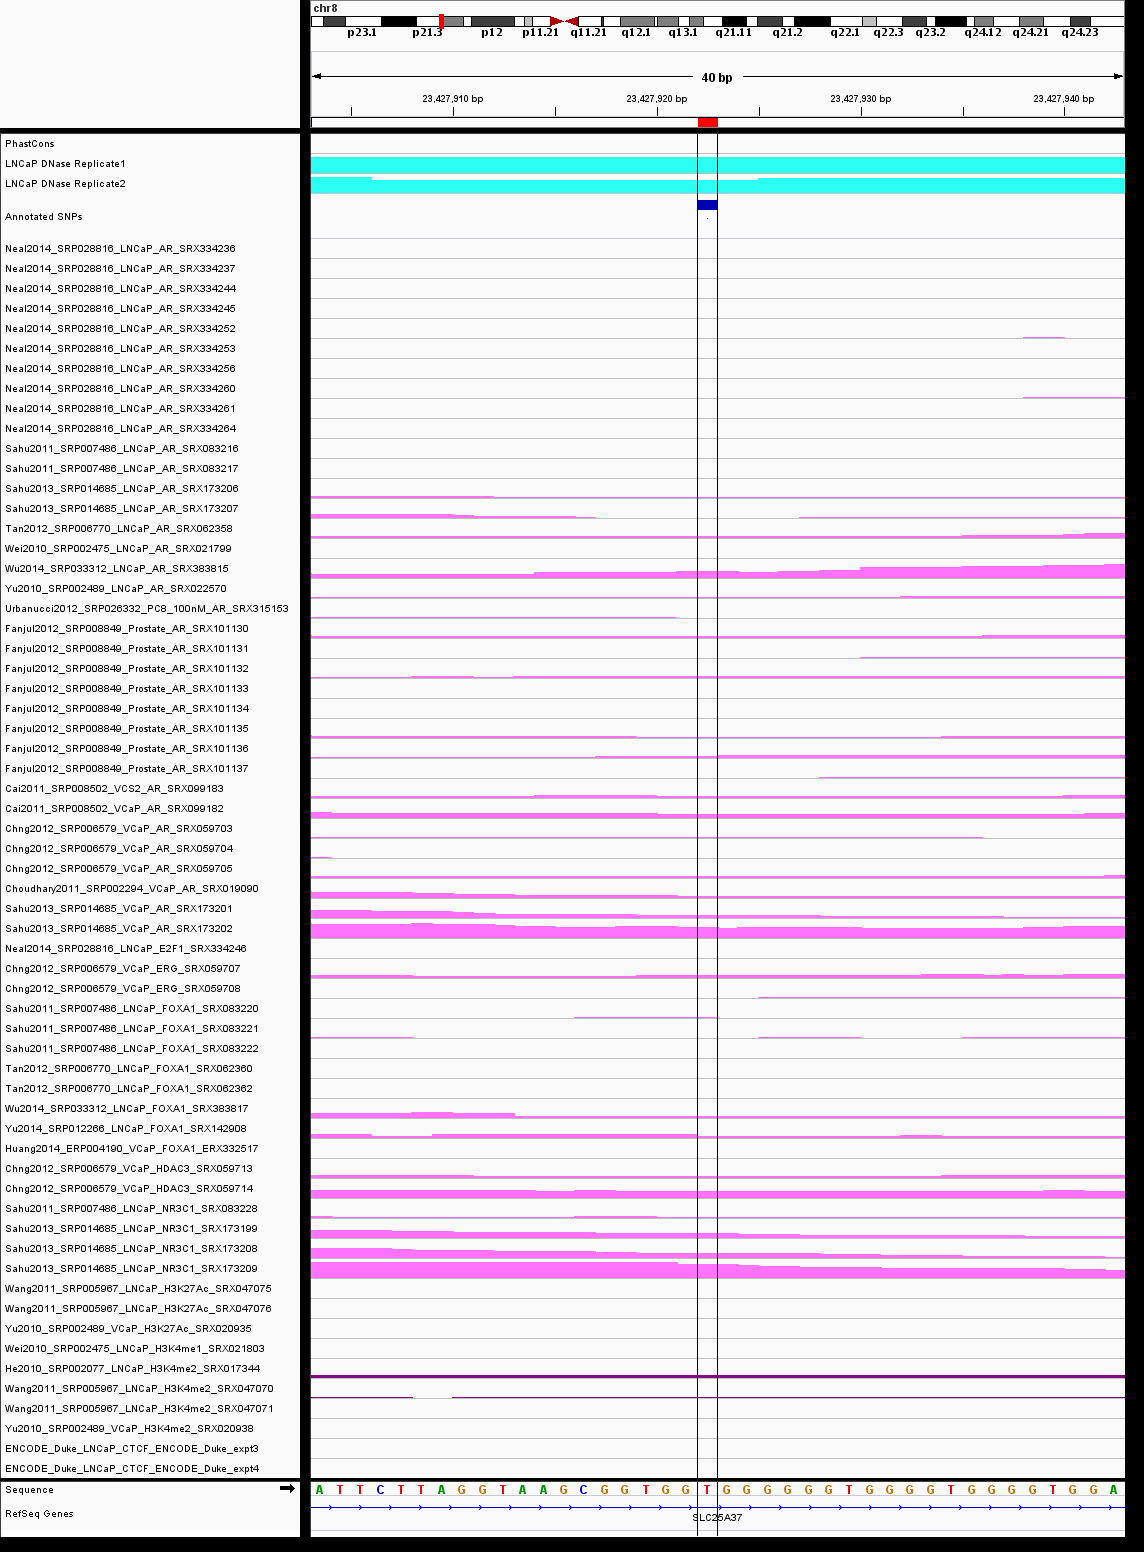 chr8
p23.1 p21.3 p12 p11.21 q11.21 q12.1 q13.1 q21.11 q21.2 q22.1 q22.3 q23.2 q24.12 q24.21 q24.23
40 bp
23,427,910 bp 23,427,920 bp 23,427,930 bp 23,427,940 bp
PhastCons
LNCaP DNase Replicate1
LNCaP DNase Replicate2
Annotated SNPs
Neal2014_SRP028816_LNCaP_AR_SRX334236
Neal2014_SRP028816_LNCaP_AR_SRX334237
Neal2014_SRP028816_LNCaP_AR_SRX334244
Neal2014_SRP028816_LNCaP_AR_SRX334245
Neal2014_SRP028816_LNCaP_AR_SRX334252
Neal2014_SRP028816_LNCaP_AR_SRX334253
Neal2014_SRP028816_LNCaP_AR_SRX334256
Neal2014_SRP028816_LNCaP_AR_SRX334260
Neal2014_SRP028816_LNCaP_AR_SRX334261
Neal2014_SRP028816_LNCaP_AR_SRX334264
Sahu2011_SRP007486_LNCaP_AR_SRX083216
Sahu2011_SRP007486_LNCaP_AR_SRX083217
Sahu2013_SRP014685_LNCaP_AR_SRX173206
Sahu2013_SRP014685_LNCaP_AR_SRX173207
Tan2012_SRP006770_LNCaP_AR_SRX062358
Wei2010_SRP002475_LNCaP_AR_SRX021799
Wu2014_SRP033312_LNCaP_AR_SRX383815
Yu2010_SRP002489_LNCaP_AR_SRX022570
Urbanucci2012_SRP026332_PC8_100nM_AR_SRX315153
Fanjul2012_SRP008849_Prostate_AR_SRX101130
Fanjul2012_SRP008849_Prostate_AR_SRX101131
Fanjul2012_SRP008849_Prostate_AR_SRX101132
Fanjul2012_SRP008849_Prostate_AR_SRX101133
Fanjul2012_SRP008849_Prostate_AR_SRX101134
Fanjul2012_SRP008849_Prostate_AR_SRX101135
Fanjul2012_SRP008849_Prostate_AR_SRX101136
Fanjul2012_SRP008849_Prostate_AR_SRX101137
Cai2011_SRP008502_VCS2_AR_SRX099183
Cai2011_SRP008502_VCaP_AR_SRX099182
Chng2012_SRP006579_VCaP_AR_SRX059703
Chng2012_SRP006579_VCaP_AR_SRX059704
Chng2012_SRP006579_VCaP_AR_SRX059705
Choudhary2011_SRP002294_VCaP_AR_SRX019090
Sahu2013_SRP014685_VCaP_AR_SRX173201
Sahu2013_SRP014685_VCaP_AR_SRX173202
Neal2014_SRP028816_LNCaP_E2F1_SRX334246
Chng2012_SRP006579_VCaP_ERG_SRX059707
Chng2012_SRP006579_VCaP_ERG_SRX059708
Sahu2011_SRP007486_LNCaP_FOXA1_SRX083220
Sahu2011_SRP007486_LNCaP_FOXA1_SRX083221
Sahu2011_SRP007486_LNCaP_FOXA1_SRX083222
Tan2012_SRP006770_LNCaP_FOXA1_SRX062360
Tan2012_SRP006770_LNCaP_FOXA1_SRX062362
Wu2014_SRP033312_LNCaP_FOXA1_SRX383817
Yu2014_SRP012266_LNCaP_FOXA1_SRX142908
Huang2014_ERP004190_VCaP_FOXA1_ERX332517
Chng2012_SRP006579_VCaP_HDAC3_SRX059713
Chng2012_SRP006579_VCaP_HDAC3_SRX059714
Sahu2011_SRP007486_LNCaP_NR3C1_SRX083228
Sahu2013_SRP014685_LNCaP_NR3C1_SRX173199
Sahu2013_SRP014685_LNCaP_NR3C1_SRX173208
Sahu2013_SRP014685_LNCaP_NR3C1_SRX173209
Wang2011_SRP005967_LNCaP_H3K27Ac_SRX047075
Wang2011_SRP005967_LNCaP_H3K27Ac_SRX047076
Yu2010_SRP002489_VCaP_H3K27Ac_SRX020935
Wei2010_SRP002475_LNCaP_H3K4me1_SRX021803
He2010_SRP002077_LNCaP_H3K4me2_SRX017344
Wang2011_SRP005967_LNCaP_H3K4me2_SRX047070
Wang2011_SRP005967_LNCaP_H3K4me2_SRX047071
Yu2010_SRP002489_VCaP_H3K4me2_SRX020938
ENCODE_Duke_LNCaP_CTCF_ENCODE_Duke_expt3
ENCODE_Duke_LNCaP_CTCF_ENCODE_Duke_expt4
Sequence A T T C T T A G G T A A G C G G T G G T G G G G G G T G G G G T G G G G T G G A
RefSeq Genes
SLC25A37